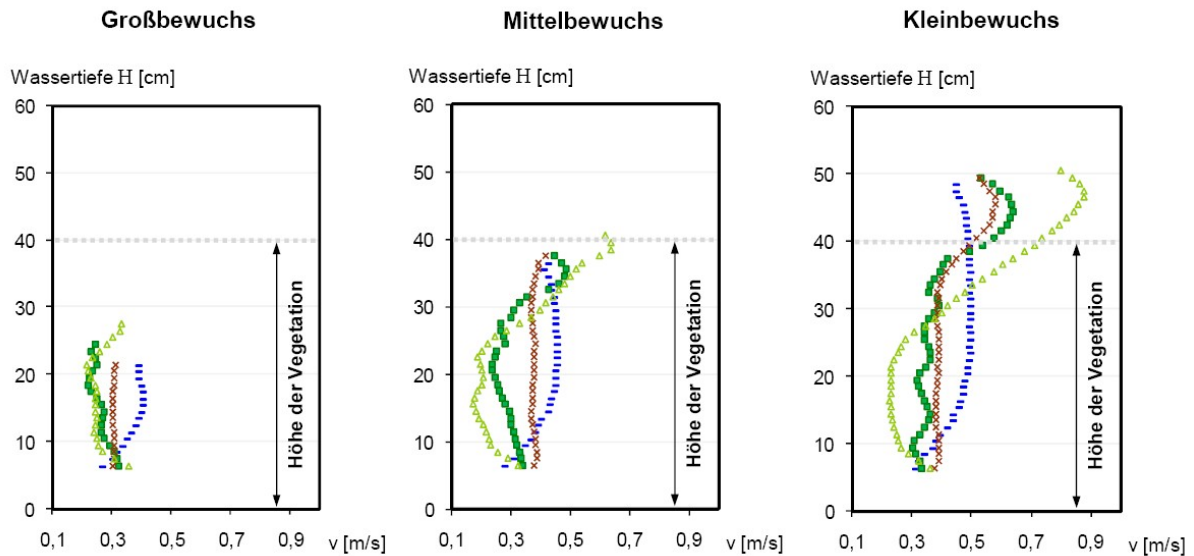 Großbewuchs
Wassertiefe H [cm]
60
50
40
30
20
10
0
Höhe der Vegetation
0,1 0,3 0,5 0,7 0,9 v [m/s]
Mittelbewuchs
Wassertiefe H [cm]
60
50
40
30
20
10
0
Höhe der Vegetation
0,1 0,3 0,5 0,7 0,9 v [m/s]
Kleinbewuchs
Wassertiefe H [cm]
60
50
40
30
20
10
0
Höhe der Vegetation
0,1 0,3 0,5 0,7 0,9 v [m/s]